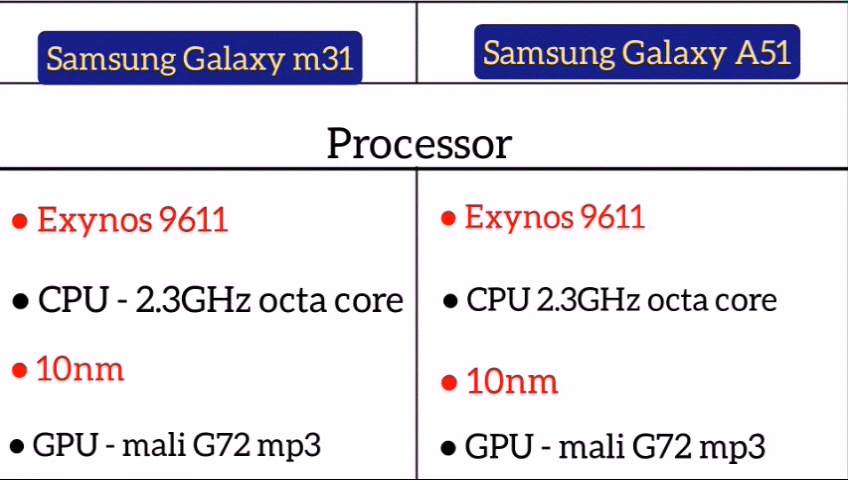 Samsung Galaxy m31
Samsung Galaxy A51
Processor
• Exynos 9611
• Exynos 9611
• CPU - 2.3GHz octa core
• CPU 2.3GHz octa core
• 10nm
• 10nm
• GPU - mali G72 mp3
• GPU - mali G72 mp3